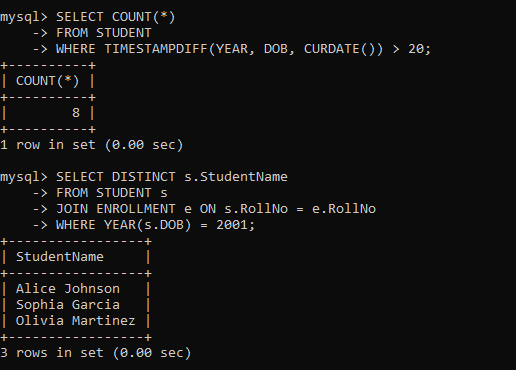 mysql> SELECT COUNT(*)
    -> FROM STUDENT
    -> WHERE TIMESTAMPDIFF(YEAR, DOB, CURDATE()) > 20;
+----------+
| COUNT(*) |
+----------+
|        8 |
+----------+
1 row in set (0.00 sec)

mysql> SELECT DISTINCT s.StudentName
    -> FROM STUDENT s
    -> JOIN ENROLLMENT e ON s.RollNo = e.RollNo
    -> WHERE YEAR(s.DOB) = 2001;
+-----------------+
| StudentName     |
+-----------------+
| Alice Johnson   |
| Sophia Garcia   |
| Olivia Martinez |
+-----------------+
3 rows in set (0.00 sec)